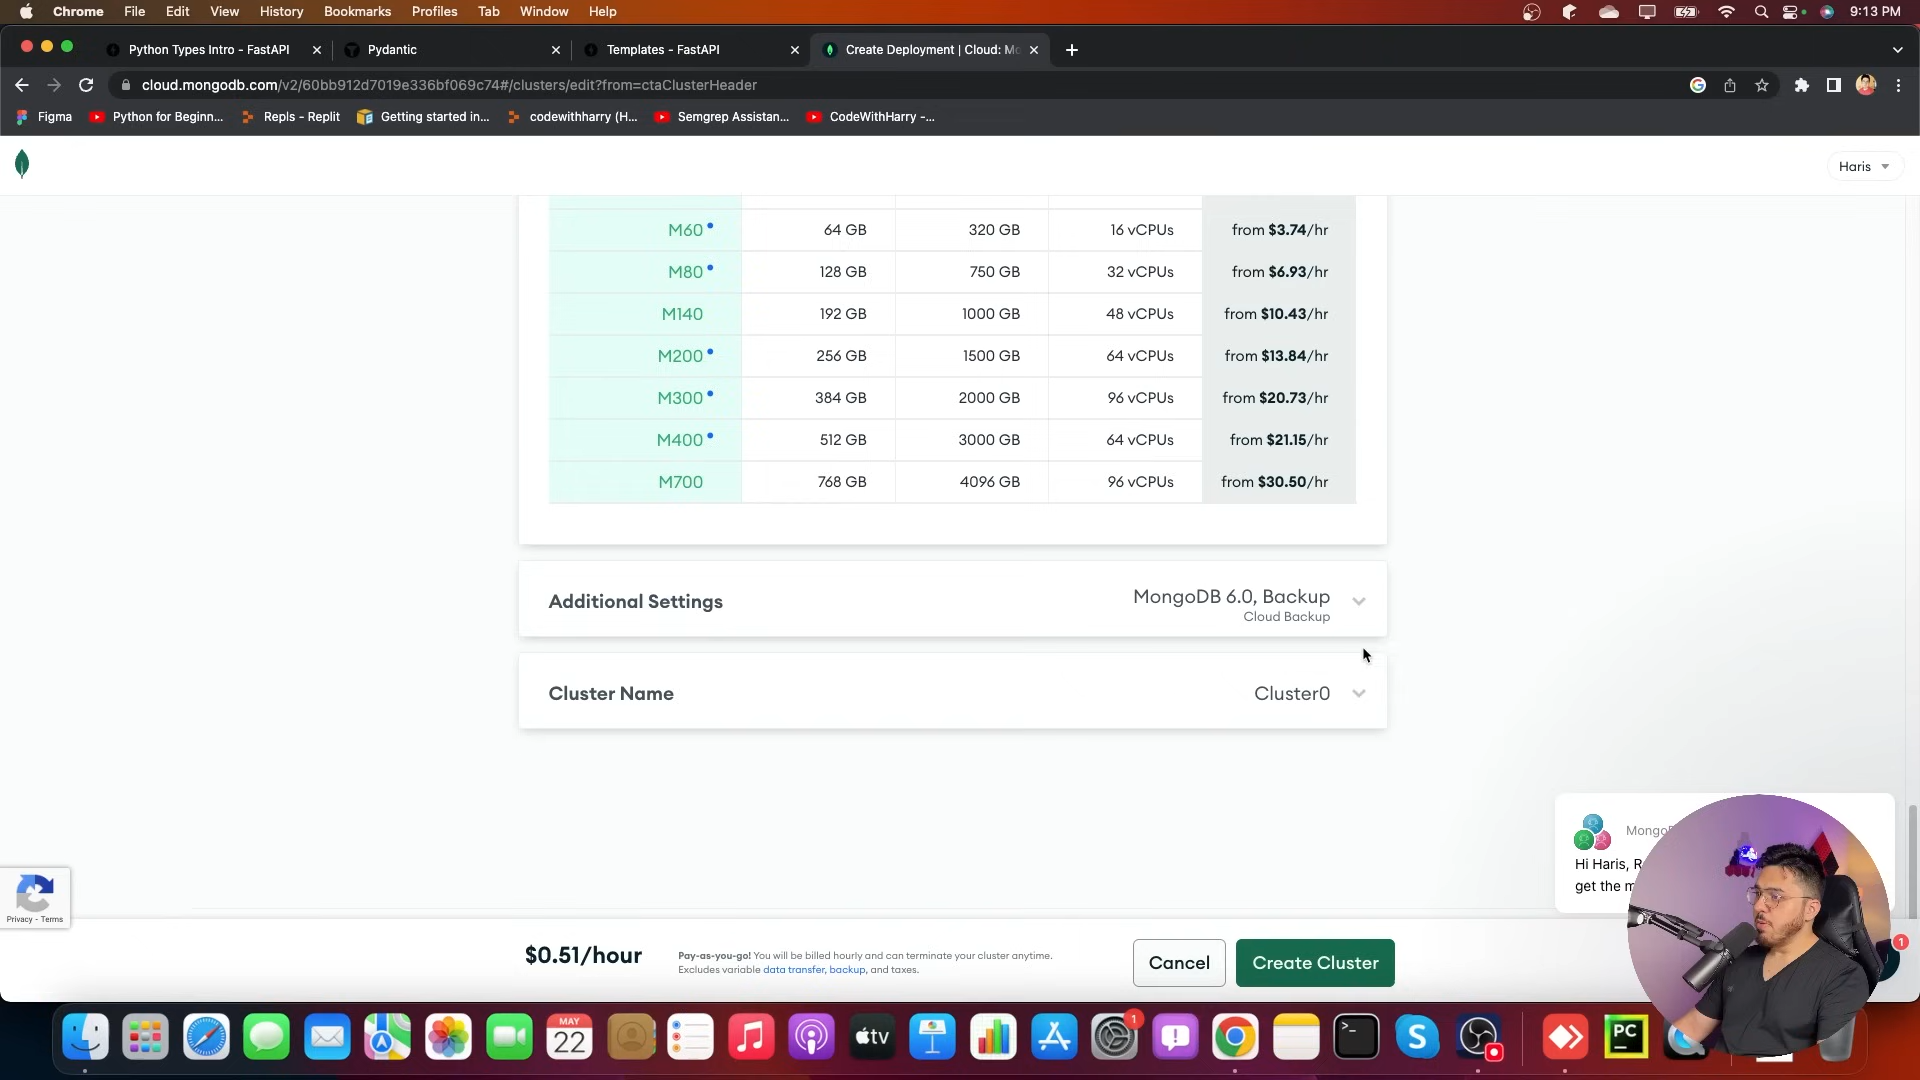 Chrome File Edit View History Bookmarks Profiles Tab Window Help 9:13 PM
Python Types Intro - FastAPI Pydantic Templates - FastAPI Create Deployment | Cloud: Mo
cloud.mongodb.com/v2/60bb912d7019e336bf069c74#/clusters/edit?from=ctaClusterHeader
Figma Python for Beginn... Repls - Replit Getting started in... codewithharry (H... Semgrep Assistan... CodeWithHarry -...
Haris
M60 64 GB 320 GB 16 vCPUs from $3.74/hr
M80 128 GB 750 GB 32 vCPUs from $6.93/hr
M140 192 GB 1000 GB 48 vCPUs from $10.43/hr
M200 256 GB 1500 GB 64 vCPUs from $13.84/hr
M300 384 GB 2000 GB 96 vCPUs from $20.73/hr
M400 512 GB 3000 GB 64 vCPUs from $21.15/hr
M700 768 GB 4096 GB 96 vCPUs from $30.50/hr
Additional Settings MongoDB 6.0, Backup
Cloud Backup
Cluster Name Cluster0
Hi Haris,
get the
Privacy - Terms
$0.51/hour
Pay-as-you-go! You will be billed hourly and can terminate your cluster anytime.
Excludes variable data transfer, backup, and taxes.
Cancel Create Cluster
1
MAY
22
tv
1
PC